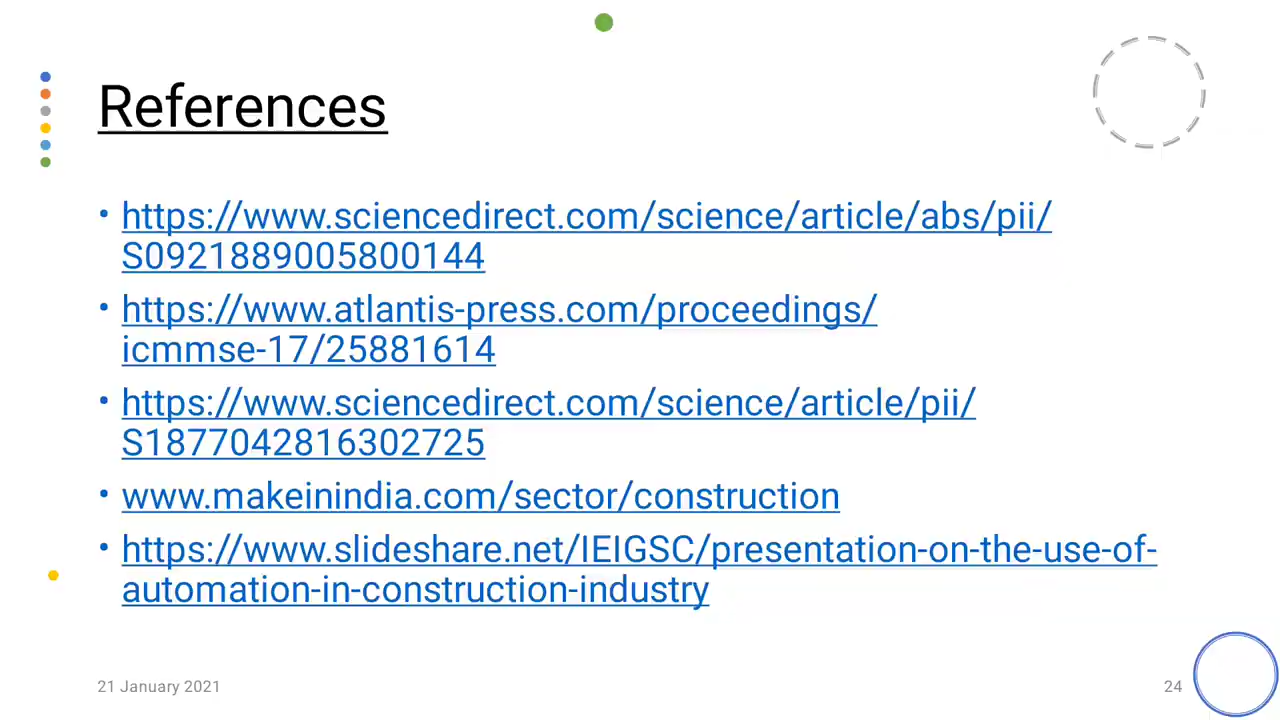 References
• https://www.sciencedirect.com/science/article/abs/pii/
S0921889005800144
• https://www.atlantis-press.com/proceedings/
icmmse-17/25881614
• https://www.sciencedirect.com/science/article/pii/
S1877042816302725
• www.makeinindia.com/sector/construction
• https://www.slideshare.net/IEIGSC/presentation-on-the-use-of-
automation-in-construction-industry
21 January 2021
24